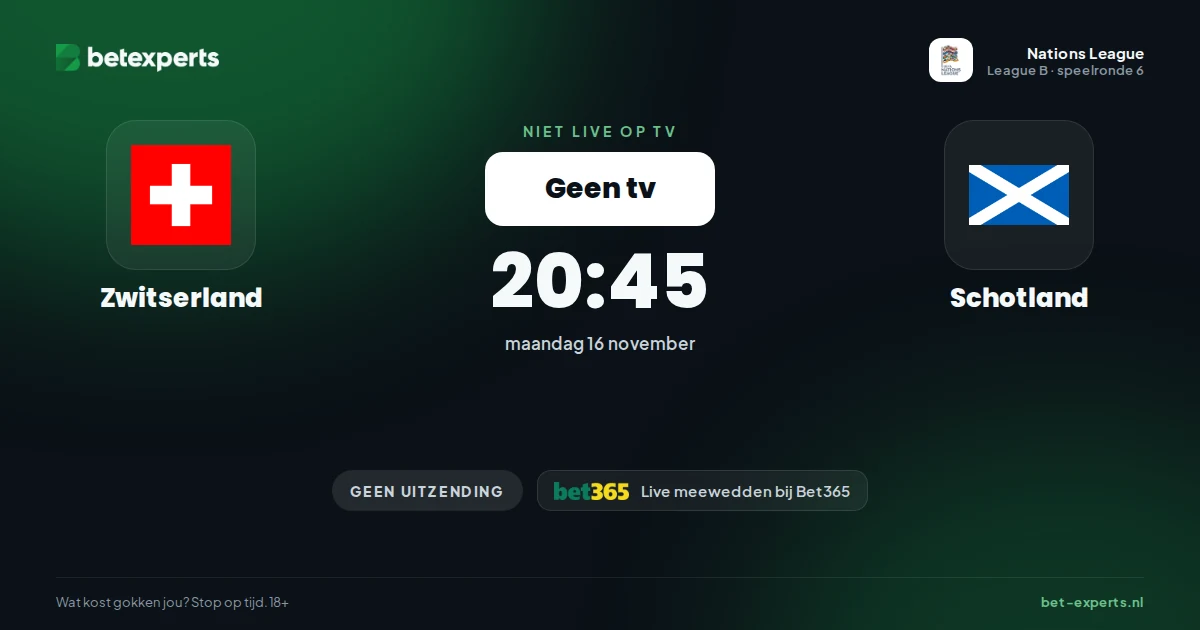 betexperts
Nations League
League B · speelronde 6
NIET LIVE OP TV
Geen tv
20:45
maandag 16 november
Zwitserland
Schotland
GEEN UITZENDING
bet365 Live meewedden bij Bet365
Wat kost gokken jou? Stop op tijd. 18+
bet-experts.nl